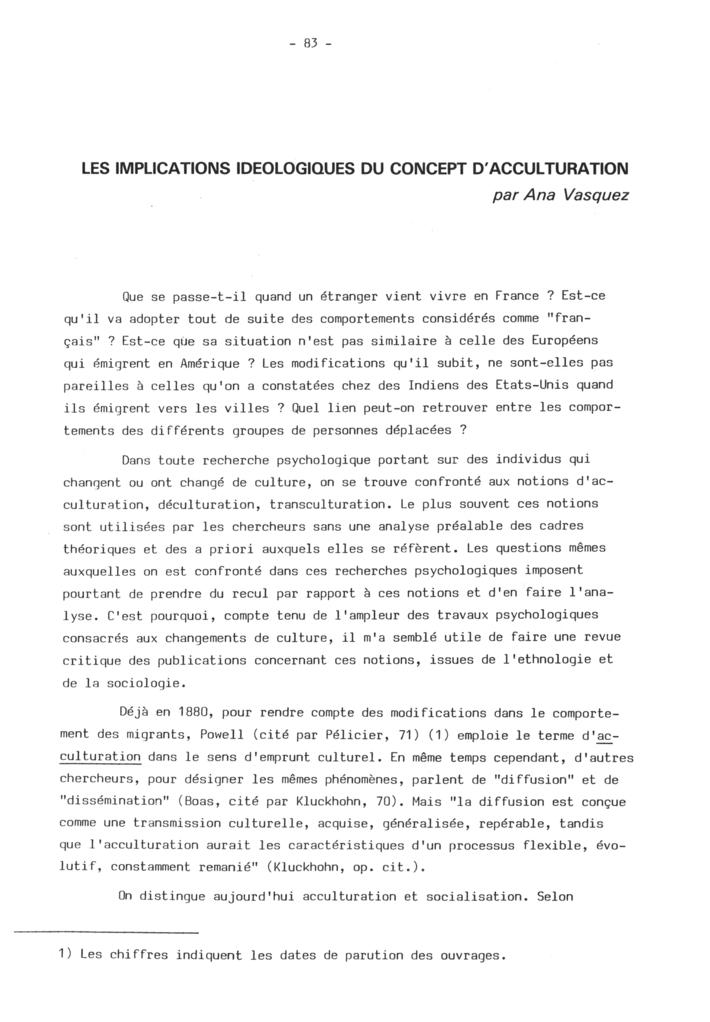 - 83 -
LES IMPLICATIONS IDEOLOGIQUES DU CONCEPT D'ACCULTURATION
par Ana Vasquez
Que se passe-t-il quand un étranger vient vivre en France ? Est-ce
qu'il va adopter tout de suite des comportements considérés comme "fran-
çais" ? Est-ce que sa situation n'est pas similaire à celle des Européens
qui émigrent en Amérique ? Les modifications qu'il subit, ne sont-elles pas
pareilles à celles qu'on a constatées chez des Indiens des Etats-Unis quand
ils émigrent vers les villes ? Quel lien peut-on retrouver entre les compor-
tements des différents groupes de personnes déplacées ?
Dans toute recherche psychologique portant sur des individus qui
changent ou ont changé de culture, on se trouve confronté aux notions d'ac-
culturation, déculturation, transculturation. Le plus souvent ces notions
sont utilisées par les chercheurs sans une analyse préalable des cadres
théoriques et des a priori auxquels elles se réfèrent. Les questions mêmes
auxquelles on est confronté dans ces recherches psychologiques imposent
pourtant de prendre du recul par rapport à ces notions et d'en faire l'ana-
lyse. C'est pourquoi, compte tenu de l'ampleur des travaux psychologiques
consacrés aux changements de culture, il m'a semblé utile de faire une revue
critique des publications concernant ces notions, issues de l'ethnologie et
de la sociologie.
Déjà en 1880, pour rendre compte des modifications dans le comporte-
ment des migrants, Powell (cité par Pélicier, 71) (1) emploie le terme d'ac-
culturation dans le sens d'emprunt culturel. En même temps cependant, d'autres
chercheurs, pour désigner les mêmes phénomènes, parlent de "diffusion" et de
"dissémination" (Boas, cité par Kluckhohn, 70). Mais "la diffusion est conçue
comme une transmission culturelle, acquise, généralisée, repérable, tandis
que l'acculturation aurait les caractéristiques d'un processus flexible, évo-
lutif, constamment remanié" (Kluckhohn, op. cit.).
On distingue aujourd'hui acculturation et socialisation. Selon
1) Les chiffres indiquent les dates de parution des ouvrages.